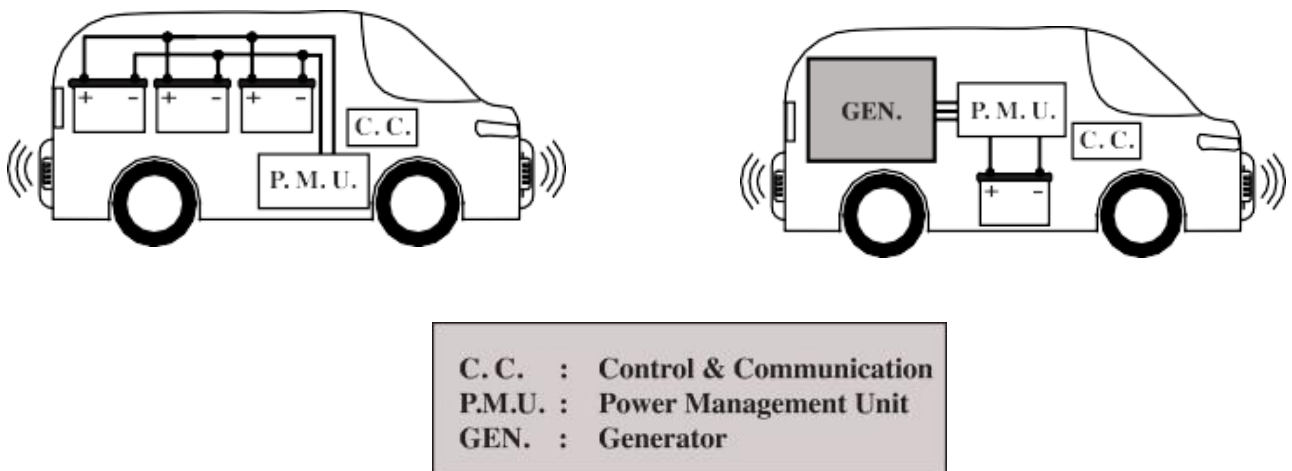 + - + - + -
C. C.
P. M. U.
GEN.
P. M. U.
C. C.
+ -
C. C. : Control & Communication
P.M.U. : Power Management Unit
GEN. : Generator